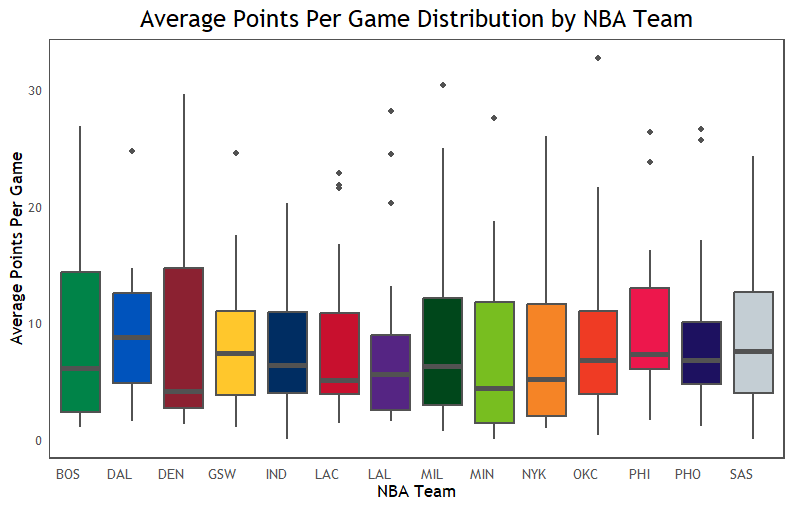 Average Points Per Game Distribution by NBA Team
Average Points Per Game
30
20
10
0
BOS DAL DEN GSW IND LAC LAL MIL MIN NYK OKC PHI PHO SAS
NBA Team